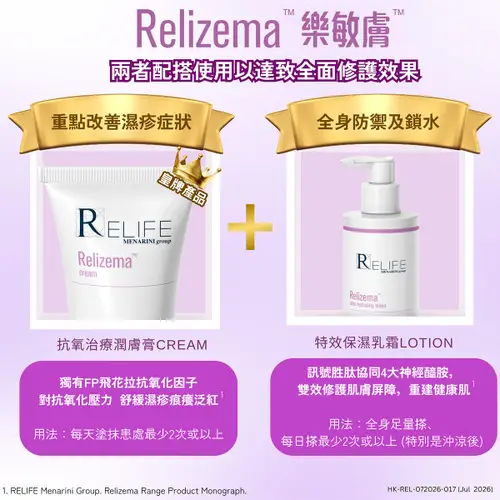 Relizema™ 樂敏膚™
兩者配搭使用以達致全面修護效果
重點改善濕疹症狀
全身防禦及鎖水
皇牌產品
RELIFE
MENARINI group
Relizema™
cream
+
RELIFE
MENARINI group
Relizema™
抗氧治療潤膚膏CREAM
特效保濕乳霜LOTION
獨有FP飛花拉抗氧化因子
對抗氧化壓力 舒緩濕疹痕癢泛紅1
用法：每天塗抹患處最少2次或以上
訊號胜肽協同4大神經醯胺，
雙效修護肌膚屏障，重建健康肌1
用法：全身足量搽、
每日搽最少2次或以上 (特別是沖涼後)
1. RELIFE Menarini Group. Relizema Range Product Monograph.
HK-REL-072026-017 (Jul 2026)